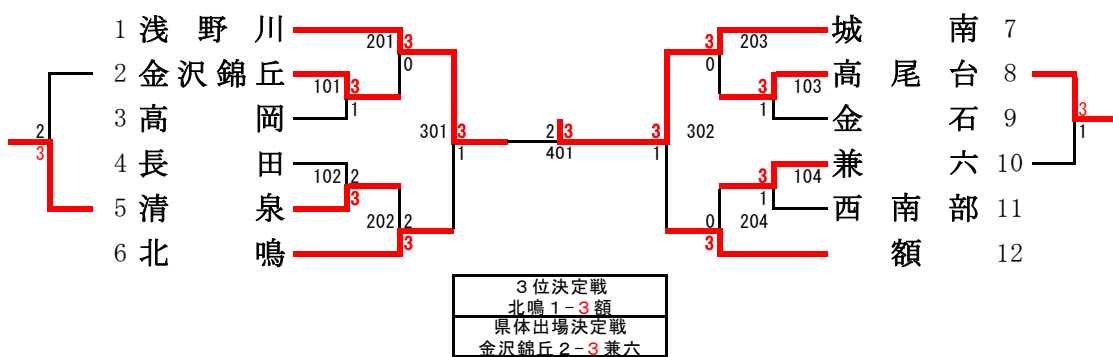 1 浅野川
201 3
0
2 金沢錦丘
101 3
1
3 高岡
2
3
301 3
1
4 長田
102 2
3
5 清泉
202 2
3
6 北鳴
2 3
401
城南 7
3 203
0
高尾台 8
3 103
1
金石 9
3
1
3 302
1
兼六 10
3 104
1
西南部 11
0 204
3
額 12
3位決定戦
北鳴1-3額
県体出場決定戦
金沢錦丘2-3兼六